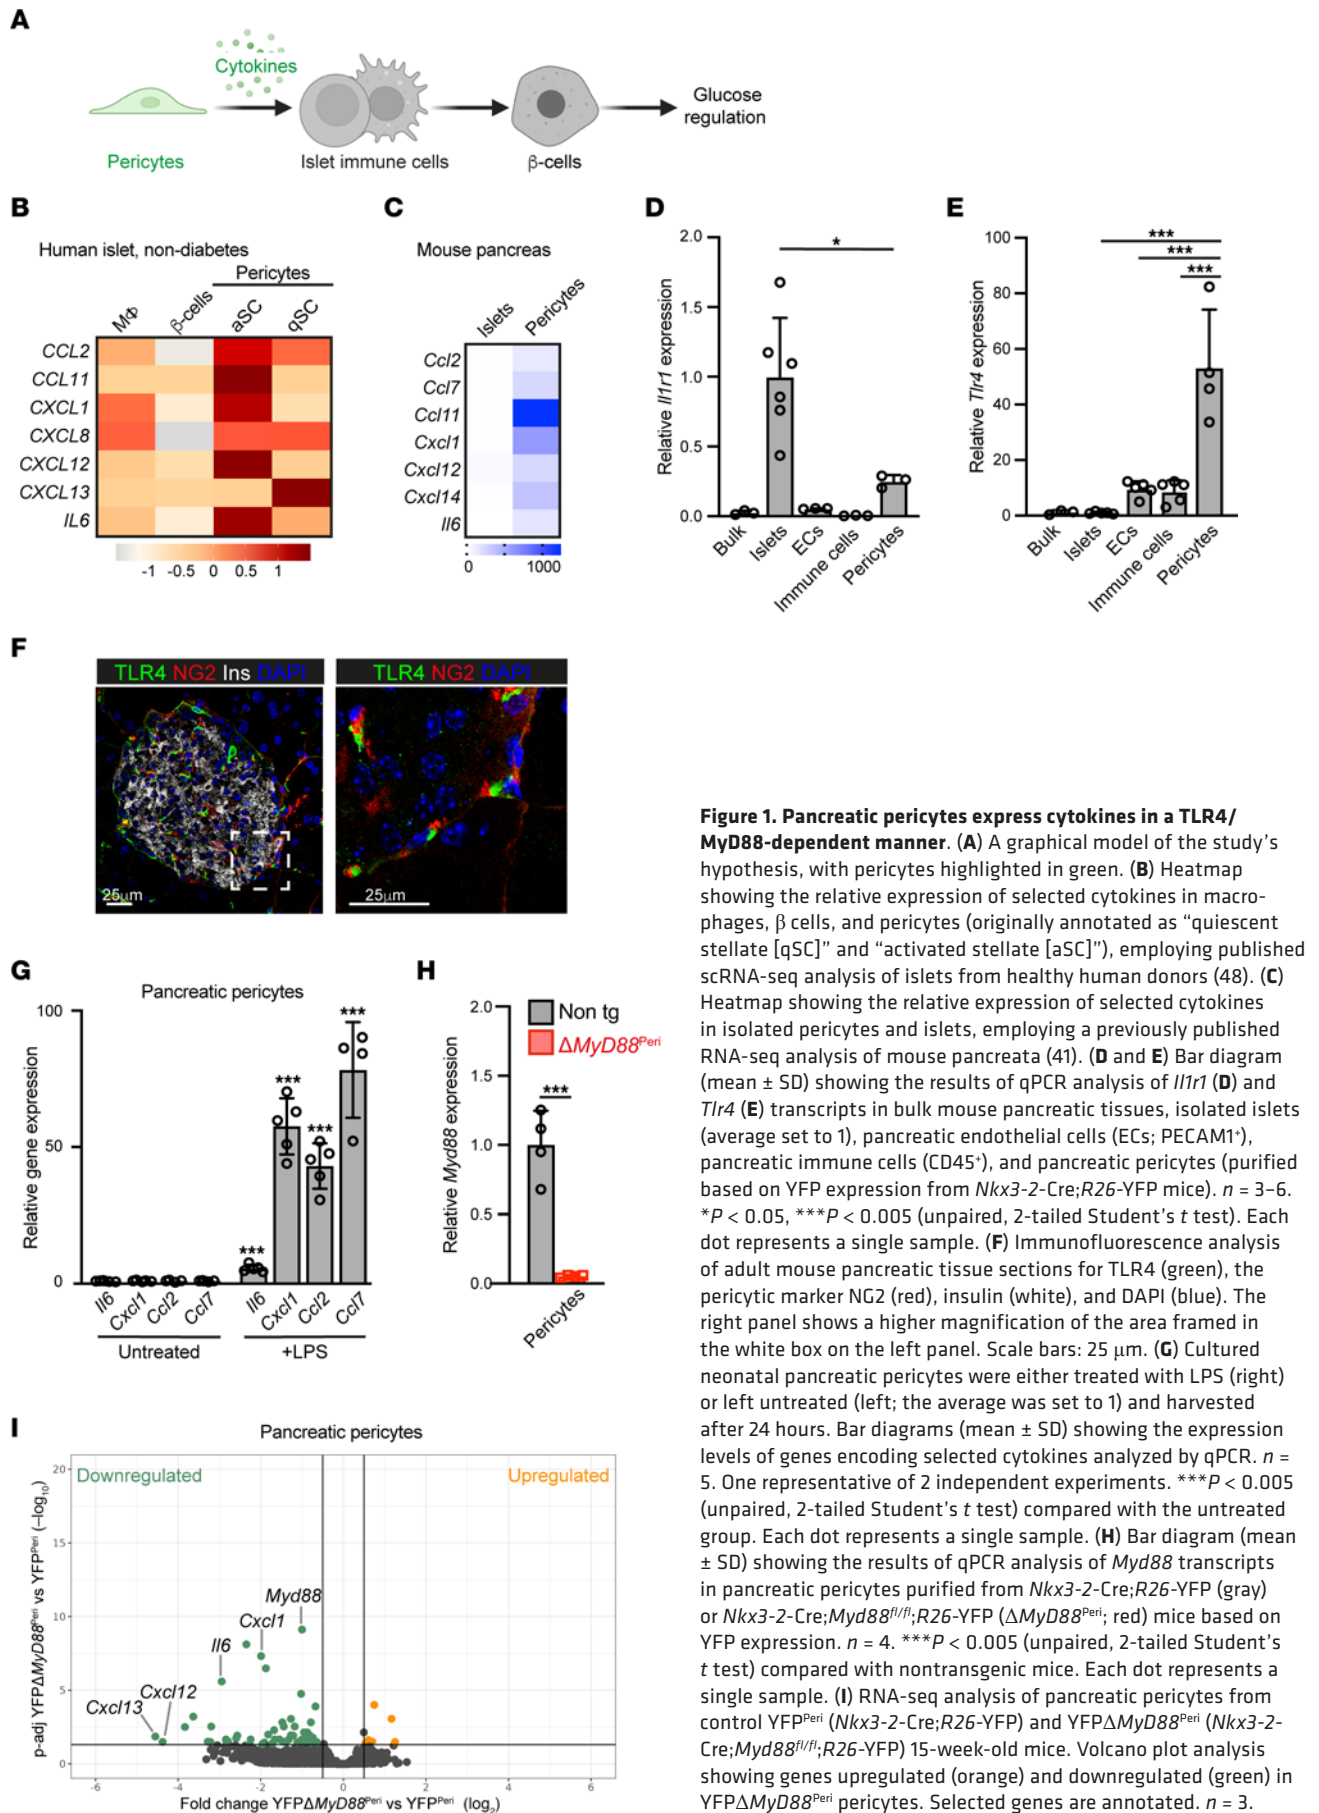 A
Cytokines
Pericytes
Islet immune cells
β-cells
Glucose
regulation
B
Human islet, non-diabetes
Pericytes
MΦ
β-cells
aSC
qSC
CCL2
CCL11
CXCL1
CXCL8
CXCL12
CXCL13
IL6
-1 -0.5 0 0.5 1
C
Mouse pancreas
Islets
Pericytes
Ccl2
Ccl7
Ccl11
Cxcl1
Cxcl12
Cxcl14
Il6
0 1000
D
Relative Il1r1 expression
2.0
1.5
1.0
0.5
0.0
*
Bulk
Islets
ECs
Immune cells
Pericytes
E
Relative Tlr4 expression
100
80
60
40
20
0
***
***
***
Bulk
Islets
ECs
Immune cells
Pericytes
F
TLR4 NG2 Ins DAPI
25μm
TLR4 NG2 DAPI
25μm
G
Pancreatic pericytes
Relative gene expression
100
50
0
***
***
***
***
Il6
Cxcl1
Ccl2
Ccl7
Il6
Cxcl1
Ccl2
Ccl7
Untreated
+LPS
H
Relative Myd88 expression
2.0
1.5
1.0
0.5
0.0
Non tg
ΔMyD88Peri
***
Pericytes
I
Pancreatic pericytes
p-adj YFPΔMyD88Peri vs YFPPeri (–log10)
20
15
10
5
0
Downregulated
Upregulated
Myd88
Cxcl1
Il6
Cxcl12
Cxcl13
-6 -4 -2 0 2 4 6
Fold change YFPΔMyD88Peri vs YFPPeri (log2)
Figure 1. Pancreatic pericytes express cytokines in a TLR4/
MyD88-dependent manner. (A) A graphical model of the study’s
hypothesis, with pericytes highlighted in green. (B) Heatmap
showing the relative expression of selected cytokines in macro-
phages, β cells, and pericytes (originally annotated as “quiescent
stellate [qSC]” and “activated stellate [aSC]”), employing published
scRNA-seq analysis of islets from healthy human donors (48). (C)
Heatmap showing the relative expression of selected cytokines
in isolated pericytes and islets, employing a previously published
RNA-seq analysis of mouse pancreata (41). (D and E) Bar diagram
(mean ± SD) showing the results of qPCR analysis of Il1r1 (D) and
Tlr4 (E) transcripts in bulk mouse pancreatic tissues, isolated islets
(average set to 1), pancreatic endothelial cells (ECs; PECAM1+),
pancreatic immune cells (CD45+), and pancreatic pericytes (purified
based on YFP expression from Nkx3-2-Cre;R26-YFP mice). n = 3–6.
*P < 0.05, ***P < 0.005 (unpaired, 2-tailed Student’s t test). Each
dot represents a single sample. (F) Immunofluorescence analysis
of adult mouse pancreatic tissue sections for TLR4 (green), the
pericytic marker NG2 (red), insulin (white), and DAPI (blue). The
right panel shows a higher magnification of the area framed in
the white box on the left panel. Scale bars: 25 μm. (G) Cultured
neonatal pancreatic pericytes were either treated with LPS (right)
or left untreated (left; the average was set to 1) and harvested
after 24 hours. Bar diagrams (mean ± SD) showing the expression
levels of genes encoding selected cytokines analyzed by qPCR. n =
5. One representative of 2 independent experiments. ***P < 0.005
(unpaired, 2-tailed Student’s t test) compared with the untreated
group. Each dot represents a single sample. (H) Bar diagram (mean
± SD) showing the results of qPCR analysis of Myd88 transcripts
in pancreatic pericytes purified from Nkx3-2-Cre;R26-YFP (gray)
or Nkx3-2-Cre;Myd88fl/fl;R26-YFP (ΔMyD88Peri; red) mice based on
YFP expression. n = 4. ***P < 0.005 (unpaired, 2-tailed Student’s
t test) compared with nontransgenic mice. Each dot represents a
single sample. (I) RNA-seq analysis of pancreatic pericytes from
control YFPPeri (Nkx3-2-Cre;R26-YFP) and YFPΔMyD88Peri (Nkx3-2-
Cre;Myd88fl/fl;R26-YFP) 15-week-old mice. Volcano plot analysis
showing genes upregulated (orange) and downregulated (green) in
YFPΔMyD88Peri pericytes. Selected genes are annotated. n = 3.